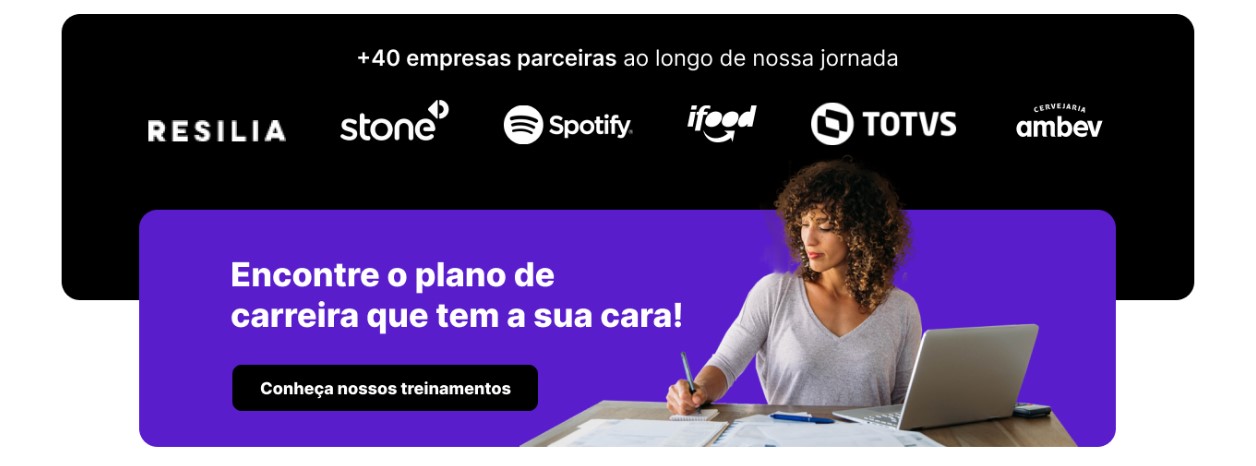 +40 empresas parceiras ao longo de nossa jornada
RESILIA stone Spotify ifood TOTVS CERVEJARIA ambev
Encontre o plano de
carreira que tem a sua cara!
Conheça nossos treinamentos